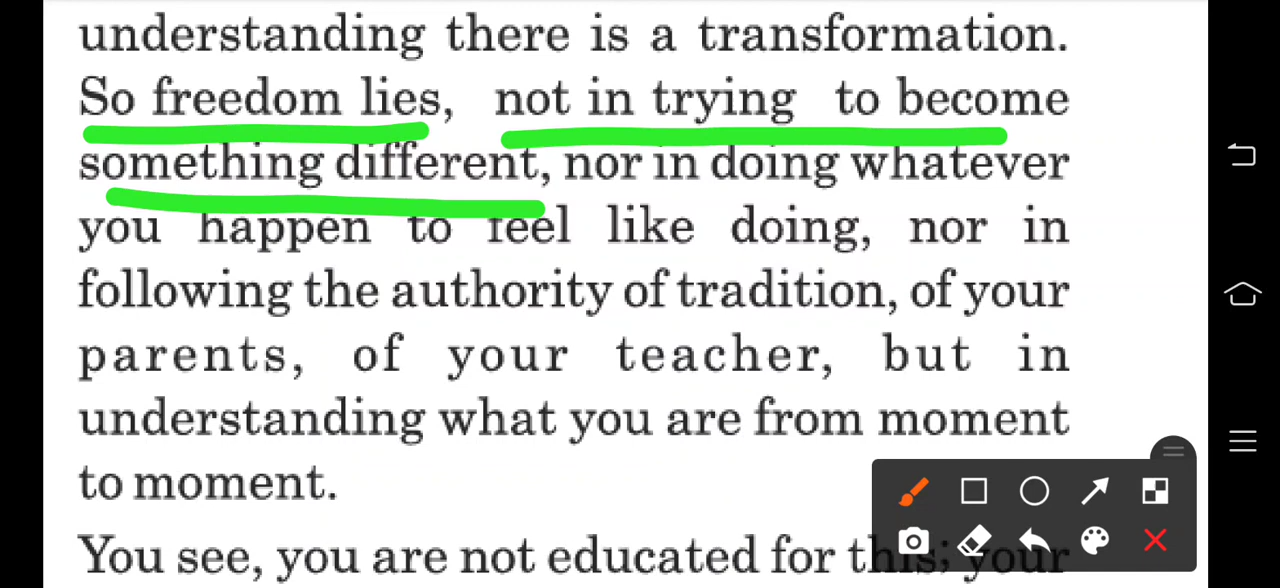 understanding there is a transformation.
So freedom lies, not in trying to become
something different, nor in doing whatever
you happen to feel like doing, nor in
following the authority of tradition, of your
parents, of your teacher, but in
understanding what you are from moment
to moment.
You see, you are not educated for this; your